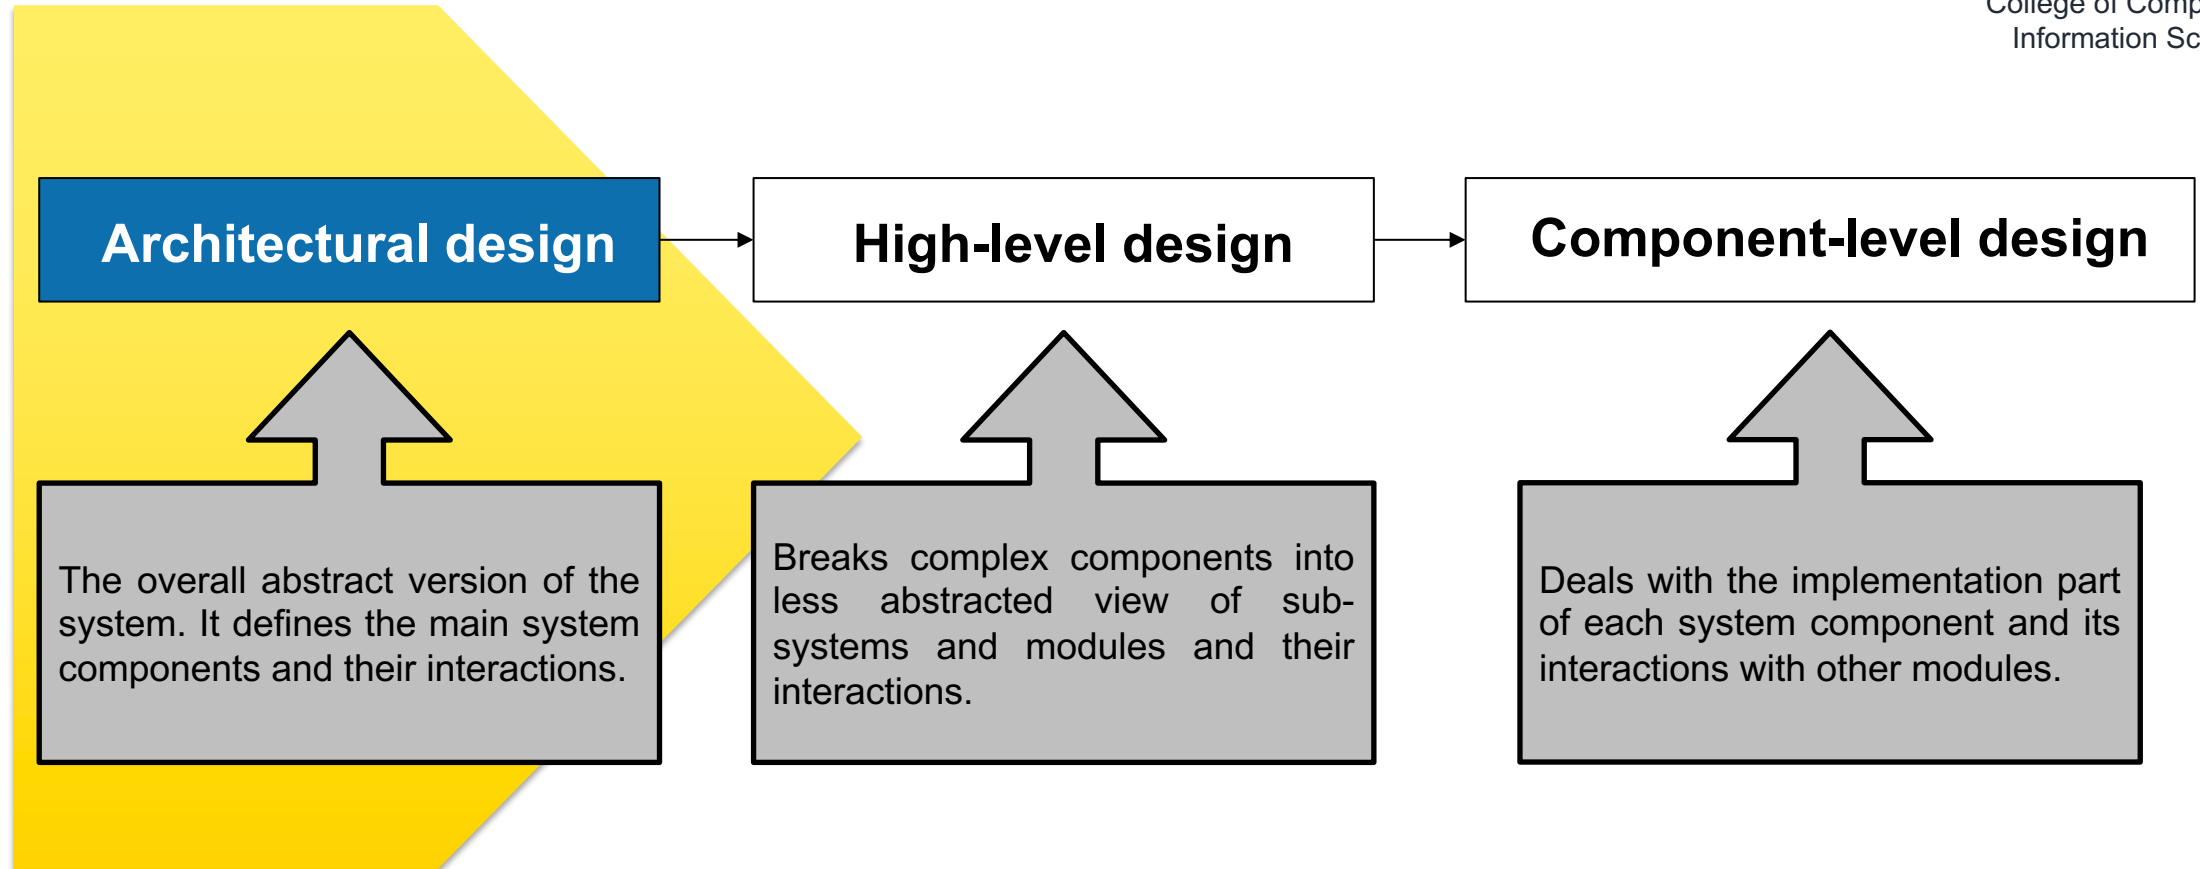 College of Comp
Information Sc
Architectural design
High-level design
Component-level design
The overall abstract version of the
system. It defines the main system
components and their interactions.
Breaks complex components into
less abstracted view of sub-
systems and modules and their
interactions.
Deals with the implementation part
of each system component and its
interactions with other modules.